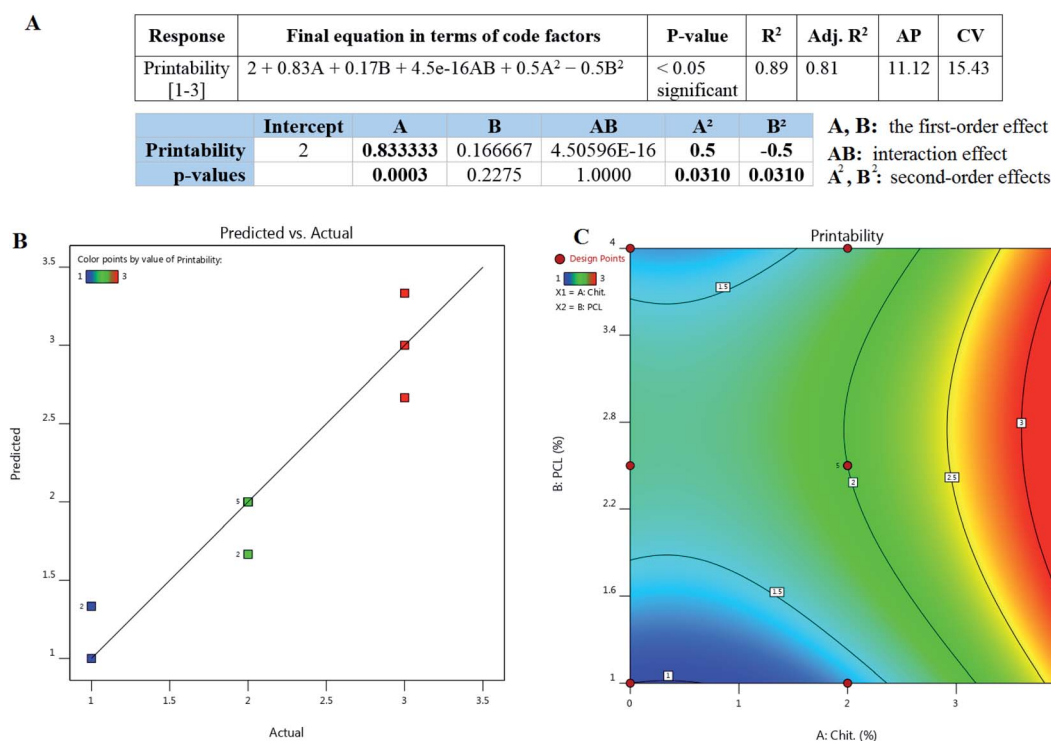 A
Response Final equation in terms of code factors P-value R² Adj. R² AP CV
Printability [1-3] 2 + 0.83A + 0.17B + 4.5e-16AB + 0.5A² − 0.5B² < 0.05 significant 0.89 0.81 11.12 15.43
Intercept A B AB A² B²
Printability 2 0.833333 0.166667 4.50596E-16 0.5 -0.5
p-values 0.0003 0.2275 1.0000 0.0310 0.0310
A, B: the first-order effect
AB: interaction effect
A², B²: second-order effects
B
Predicted vs. Actual
Color points by value of Printability:
1 3
3.5
3
2.5
2
1.5
1
5
2
2
Predicted
1 1.5 2 2.5 3 3.5
Actual
C
Printability
Design Points
1 3
X1 = A: Chit.
X2 = B: PCL
4
3.4
2.8
2.2
1.6
1
B: PCL (%)
1.5
3
5
2
2.5
1.5
1
0 1 2 3
A: Chit. (%)